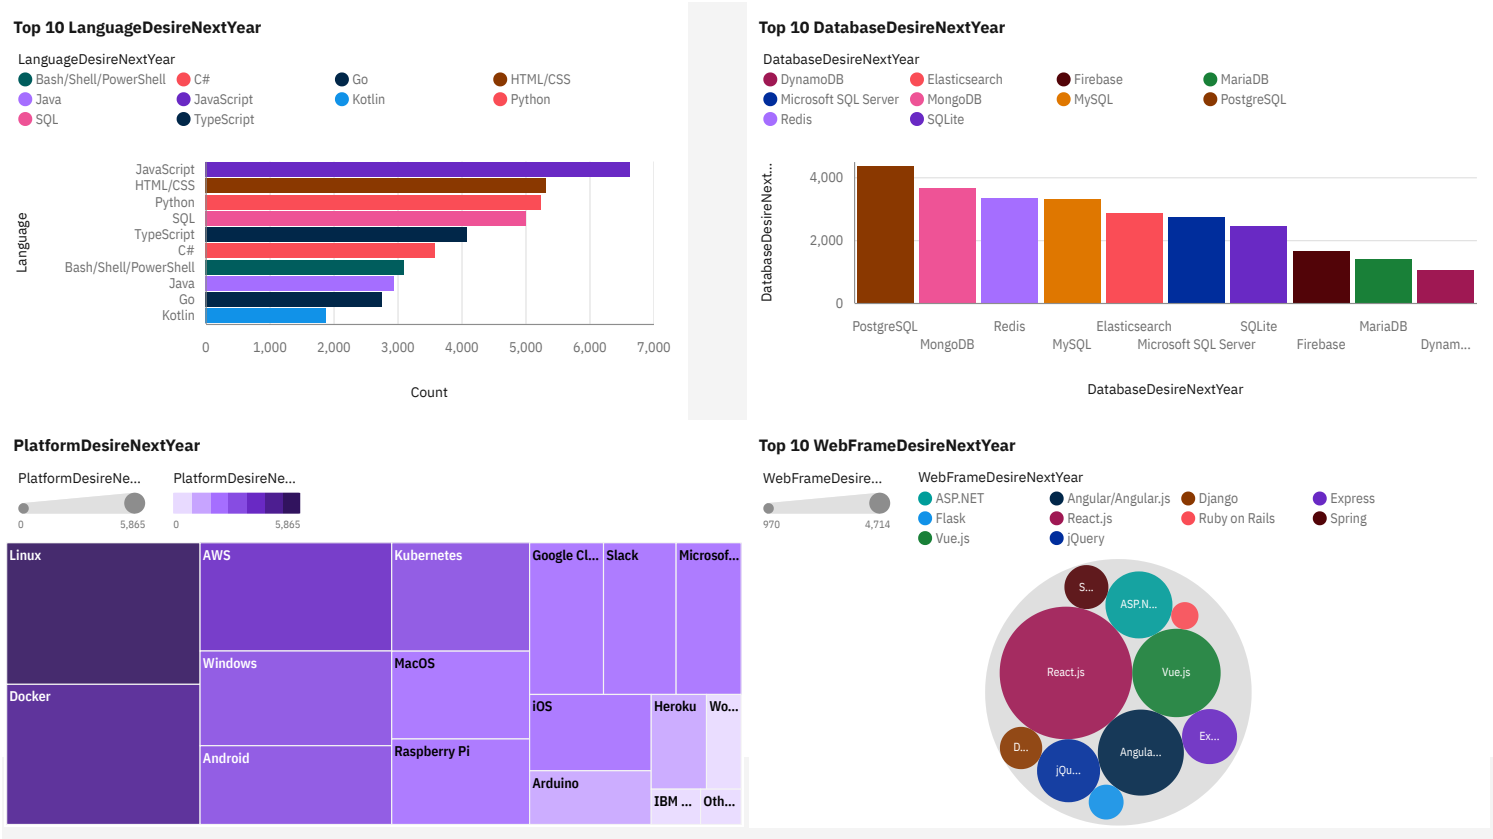 Top 10 LanguageDesireNextYear
LanguageDesireNextYear
Bash/Shell/PowerShell C# Go HTML/CSS
Java JavaScript Kotlin Python
SQL TypeScript
Language
JavaScript
HTML/CSS
Python
SQL
TypeScript
C#
Bash/Shell/PowerShell
Java
Go
Kotlin
0 1,000 2,000 3,000 4,000 5,000 6,000 7,000
Count
Top 10 DatabaseDesireNextYear
DatabaseDesireNextYear
DynamoDB Elasticsearch Firebase MariaDB
Microsoft SQL Server MongoDB MySQL PostgreSQL
Redis SQLite
DatabaseDesireNext...
4,000
2,000
0
PostgreSQL Redis Elasticsearch SQLite MariaDB
MongoDB MySQL Microsoft SQL Server Firebase Dynam...
DatabaseDesireNextYear
PlatformDesireNextYear
PlatformDesireNe... PlatformDesireNe...
0 5,865 0 5,865
Linux AWS Kubernetes Google Cl... Slack Microsof...
Windows MacOS
Docker iOS Heroku Wo...
Android Raspberry Pi
Arduino IBM ... Oth...
Top 10 WebFrameDesireNextYear
WebFrameDesire... WebFrameDesireNextYear
970 4,714
ASP.NET Angular/Angular.js Django Express
Flask React.js Ruby on Rails Spring
Vue.js jQuery
S...
ASP.N...
React.js Vue.js
Ex...
D... Angula...
jQu...